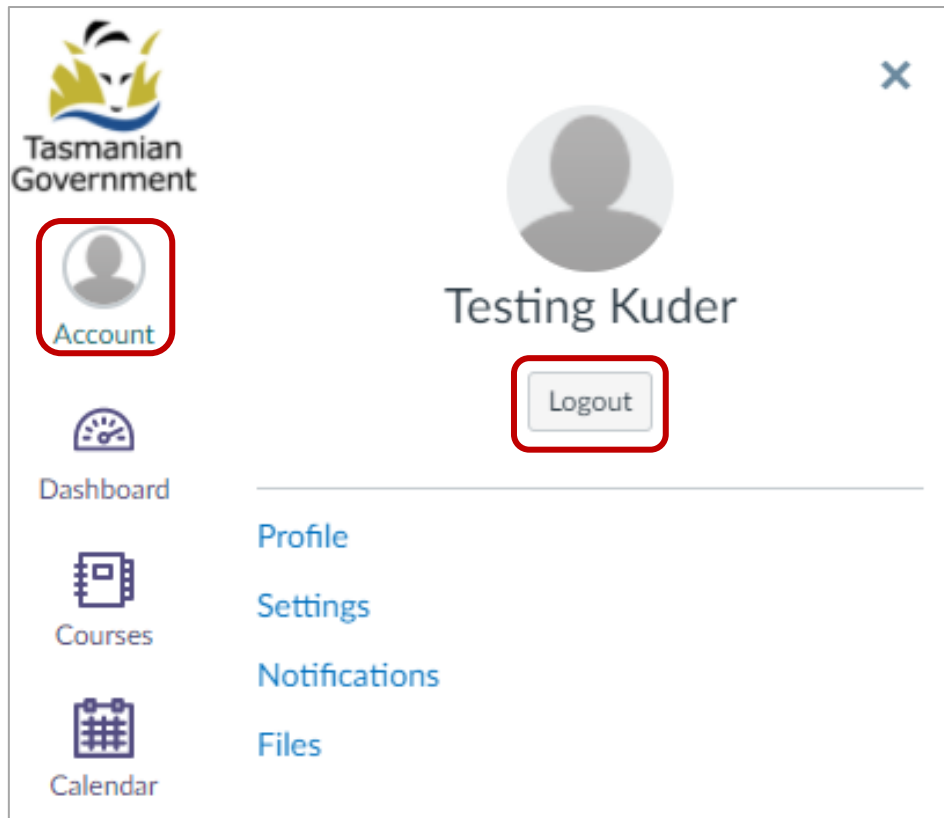 Tasmanian
Government
Account
Dashboard
Courses
Calendar
Testing Kuder
Logout
Profile
Settings
Notifications
Files